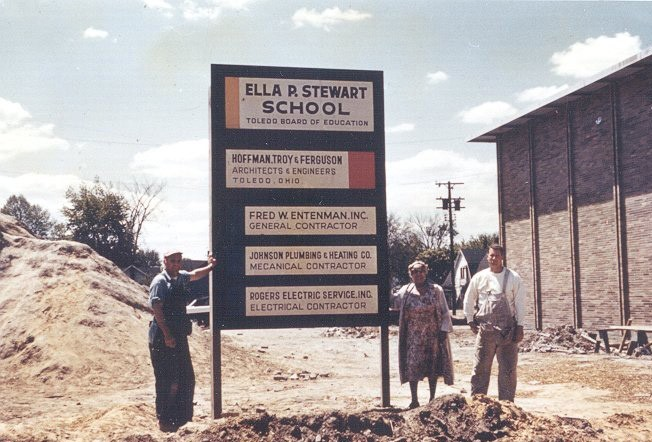 ELLA P. STEWART
SCHOOL
TOLEDO BOARD OF EDUCATION
HOFFMAN, TROY & FERGUSON
ARCHITECTS & ENGINEERS
TOLEDO, OHIO
FRED W. ENTENMAN, INC.
GENERAL CONTRACTOR
JOHNSON PLUMBING & HEATING CO.
MECANICAL CONTRACTOR
ROGERS ELECTRIC SERVICE, INC.
ELECTRICAL CONTRACTOR